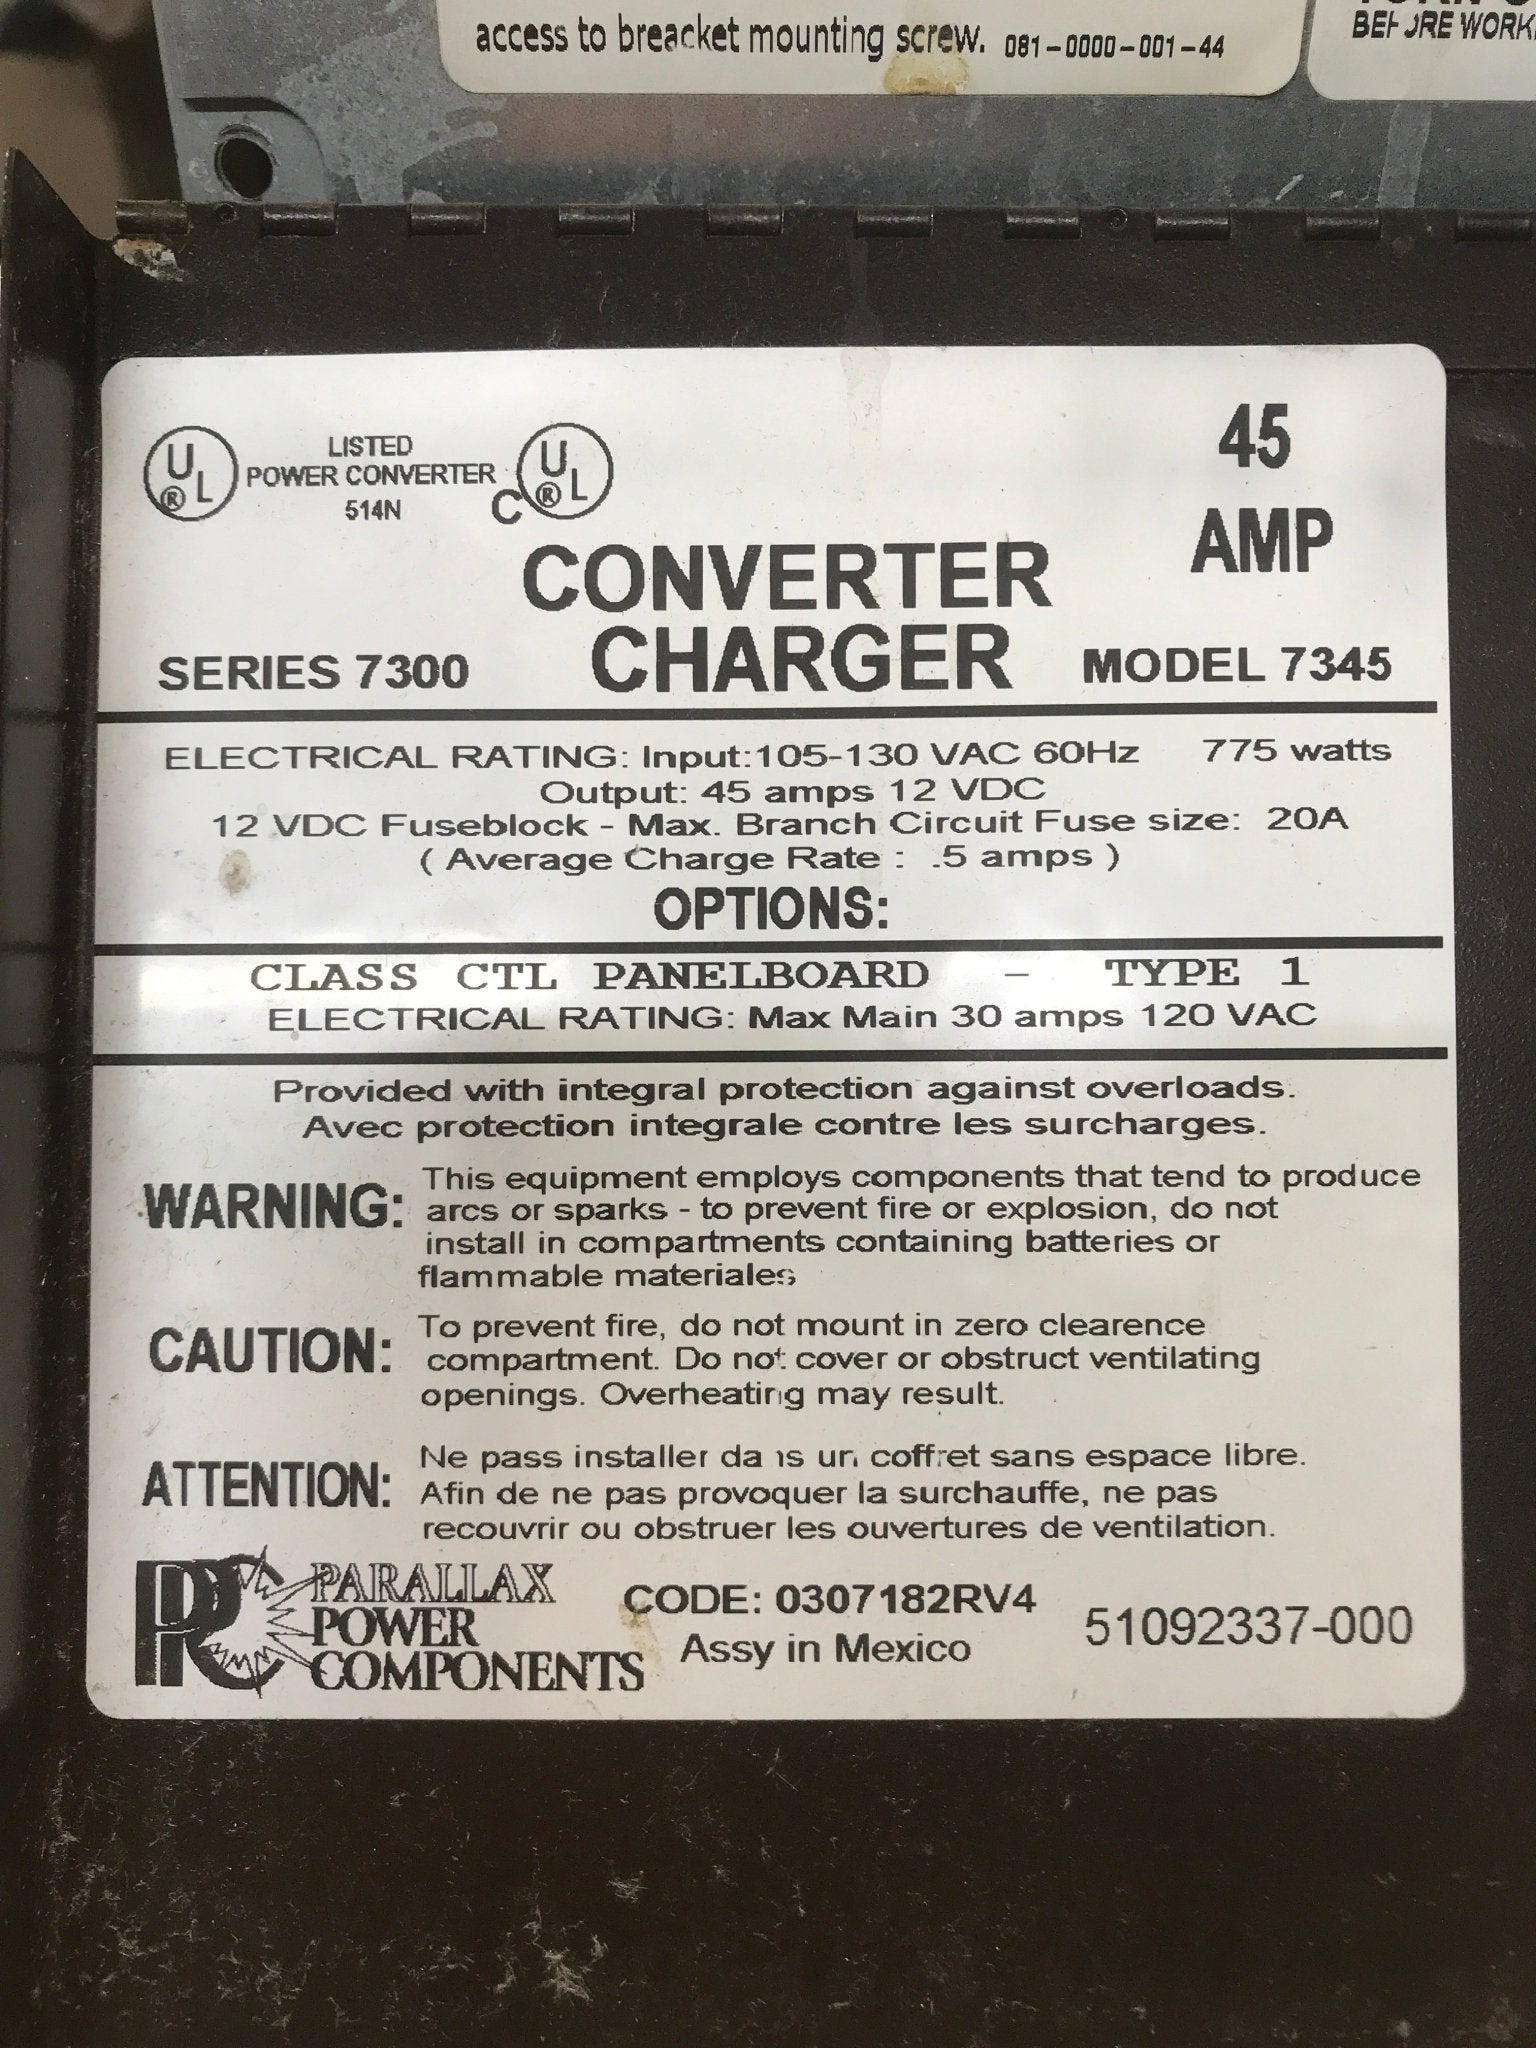 access to breacket mounting screw. 081-0000-001-44
WORK
UL ® LISTED
POWER CONVERTER
514N
C UL ®
45
AMP
CONVERTER
CHARGER
SERIES 7300
MODEL 7345
ELECTRICAL RATING: Input:105-130 VAC 60Hz 775 watts
Output: 45 amps 12 VDC
12 VDC Fuseblock - Max. Branch Circuit Fuse size: 20A
( Average Charge Rate : .5 amps )
OPTIONS:
CLASS CTL PANELBOARD - TYPE 1
ELECTRICAL RATING: Max Main 30 amps 120 VAC
Provided with integral protection against overloads.
Avec protection integrale contre les surcharges.
WARNING: This equipment employs components that tend to produce
arcs or sparks - to prevent fire or explosion, do not
install in compartments containing batteries or
flammable materiales
CAUTION: To prevent fire, do not mount in zero clearence
compartment. Do not cover or obstruct ventilating
openings. Overheating may result.
ATTENTION: Ne pass installer dans un coffret sans espace libre.
Afin de ne pas provoquer la surchauffe, ne pas
recouvrir ou obstruer les ouvertures de ventilation.
PPC PARALLAX
POWER
COMPONENTS
CODE: 0307182RV4
Assy in Mexico
51092337-000